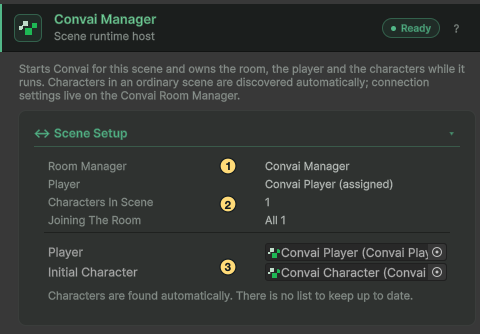 Convai Manager
Scene runtime host
Ready
?
Starts Convai for this scene and owns the room, the player and the characters while it
runs. Characters in an ordinary scene are discovered automatically; connection
settings live on the Convai Room Manager.
Scene Setup
Room Manager 1 Convai Manager
Player Convai Player (assigned)
Characters In Scene 2 1
Joining The Room All 1
Player Convai Player (Convai Play
3
Initial Character Convai Character (Convai
Characters are found automatically. There is no list to keep up to date.